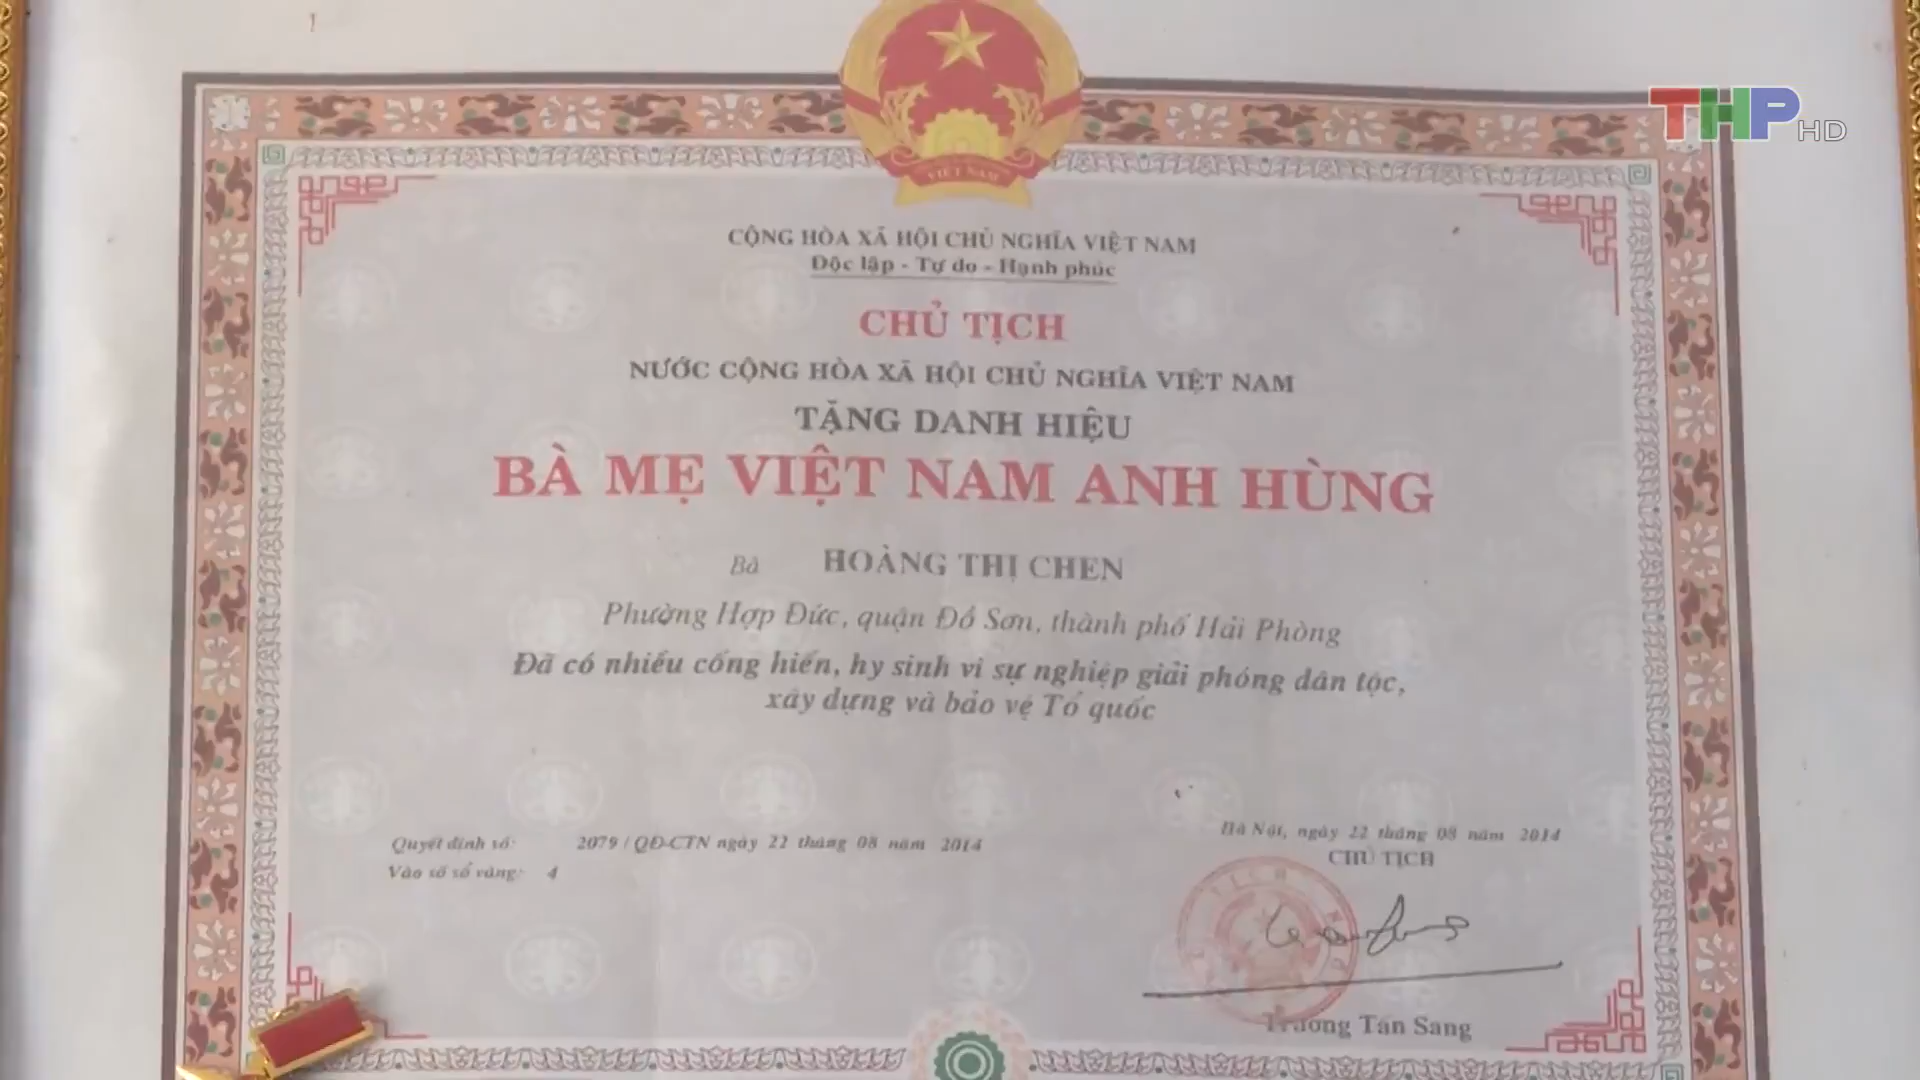 THP HD
VIỆT NAM
CỘNG HÒA XÃ HỘI CHỦ NGHĨA VIỆT NAM
Độc lập - Tự do - Hạnh phúc
CHỦ TỊCH
NƯỚC CỘNG HÒA XÃ HỘI CHỦ NGHĨA VIỆT NAM
TẶNG DANH HIỆU
BÀ MẸ VIỆT NAM ANH HÙNG
Bà HOÀNG THỊ CHEN
Phường Hợp Đức, quận Đồ Sơn, thành phố Hải Phòng
Đã có nhiều cống hiến, hy sinh vì sự nghiệp giải phóng dân tộc,
xây dựng và bảo vệ Tổ quốc
Quyết định số: 2079 / QĐ-CTN ngày 22 tháng 08 năm 2014
Vào sổ số vàng: 4
Hà Nội, ngày 22 tháng 08 năm 2014
CHỦ TỊCH
Trương Tấn Sang